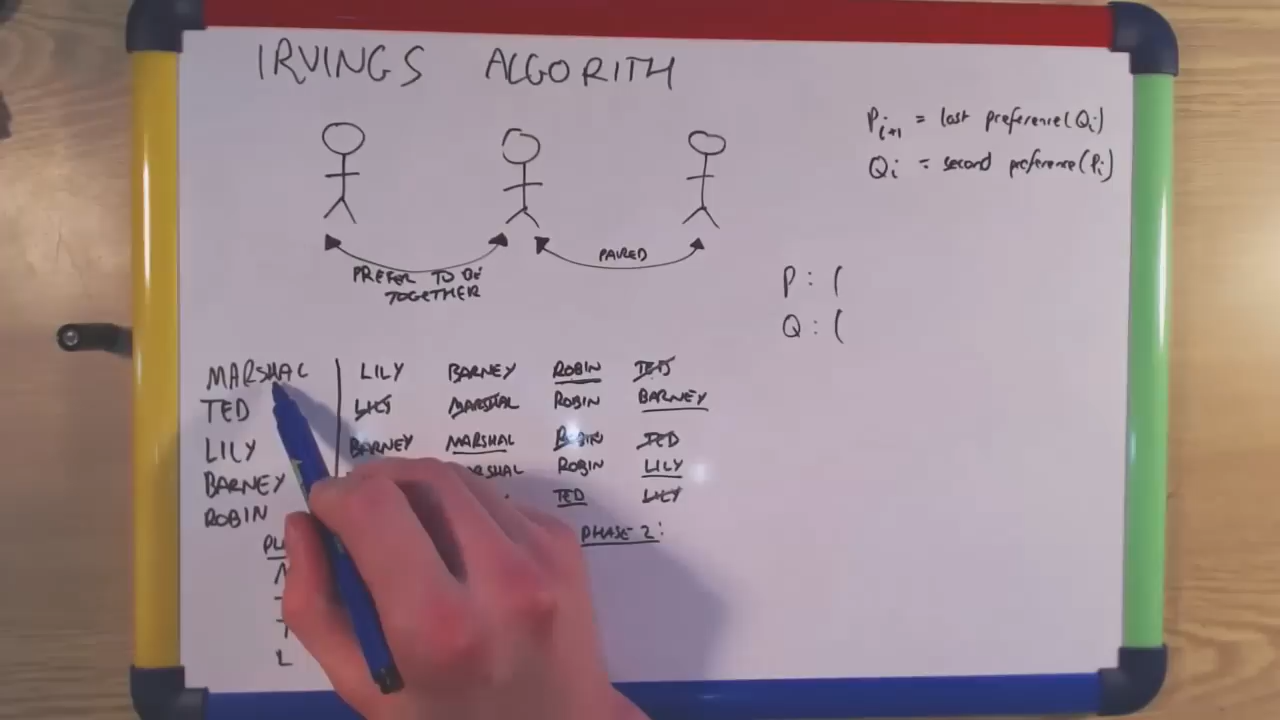 IRVINGS ALGORITH
P i+1 = last preference (Qi)
Qi = second preference (Pi)
PREFER TO BE
TOGETHER
PAIRED
P : (
Q : (
MARSHAL LILY BARNEY ROBIN TED
TED LILY MARSHAL ROBIN BARNEY
LILY BARNEY MARSHAL ROBIN TED
BARNEY ROBIN LILY
ROBIN TED LILY
PHASE 2: